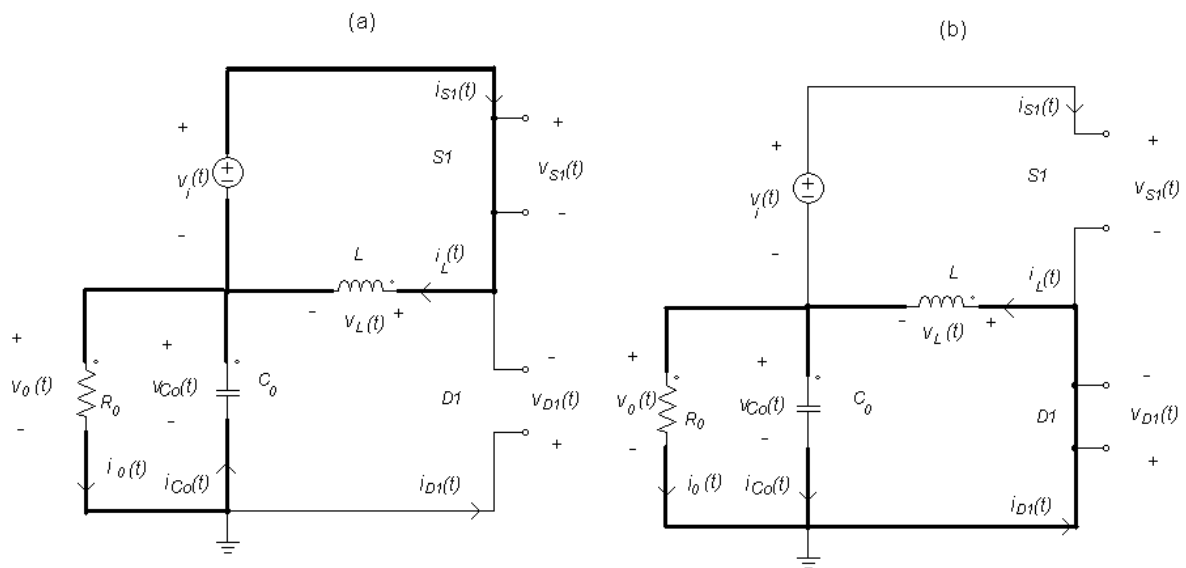 (a)
i_S1(t)
+
v_i(t)
−
S1
+
v_S1(t)
−
L
i_L(t)
−
v_L(t)
+
+
v_0(t)
−
R_0
+
v_Co(t)
−
C_0
D1
−
v_D1(t)
+
i_0(t)
i_Co(t)
i_D1(t)
(b)
i_S1(t)
+
v_i(t)
−
S1
+
v_S1(t)
−
L
i_L(t)
−
v_L(t)
+
+
v_0(t)
−
R_0
+
v_Co(t)
−
C_0
D1
−
v_D1(t)
+
i_0(t)
i_Co(t)
i_D1(t)